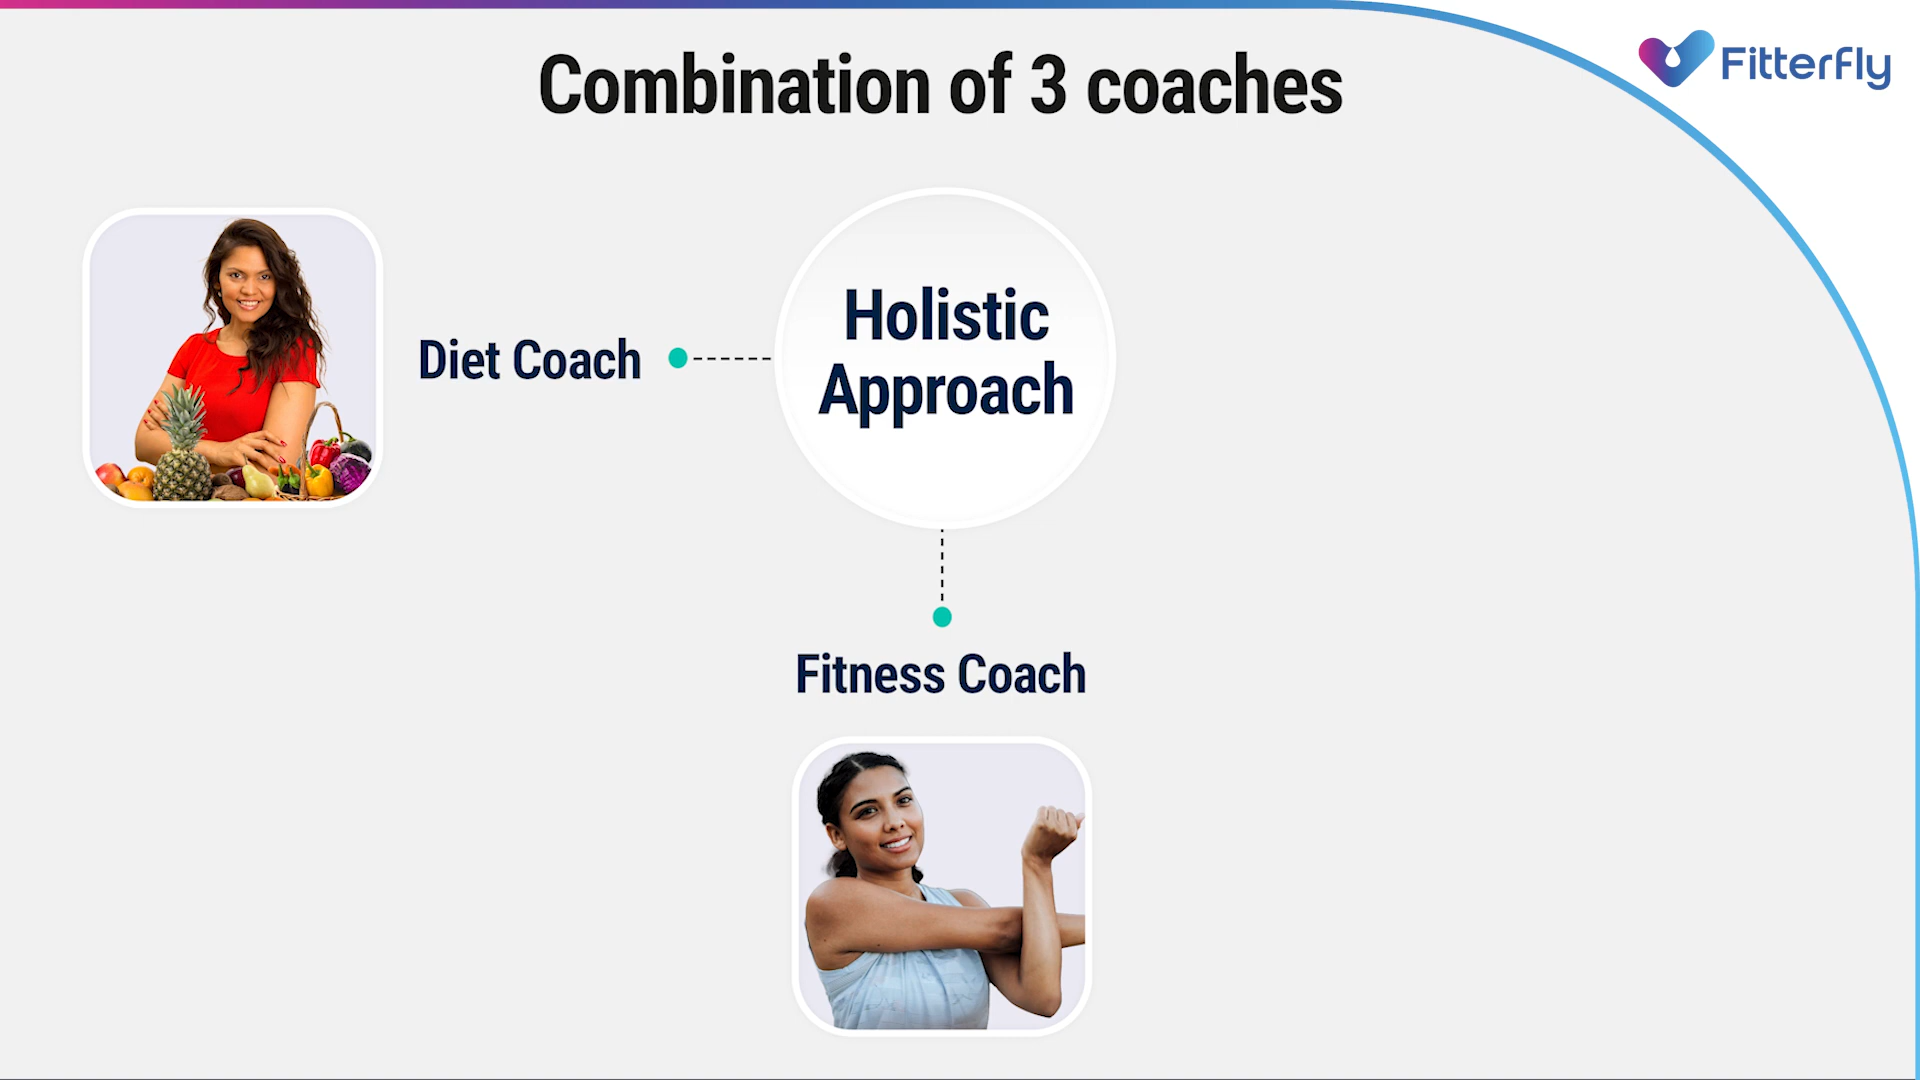 Combination of 3 coaches
Fitterfly
Diet Coach
Holistic
Approach
Fitness Coach